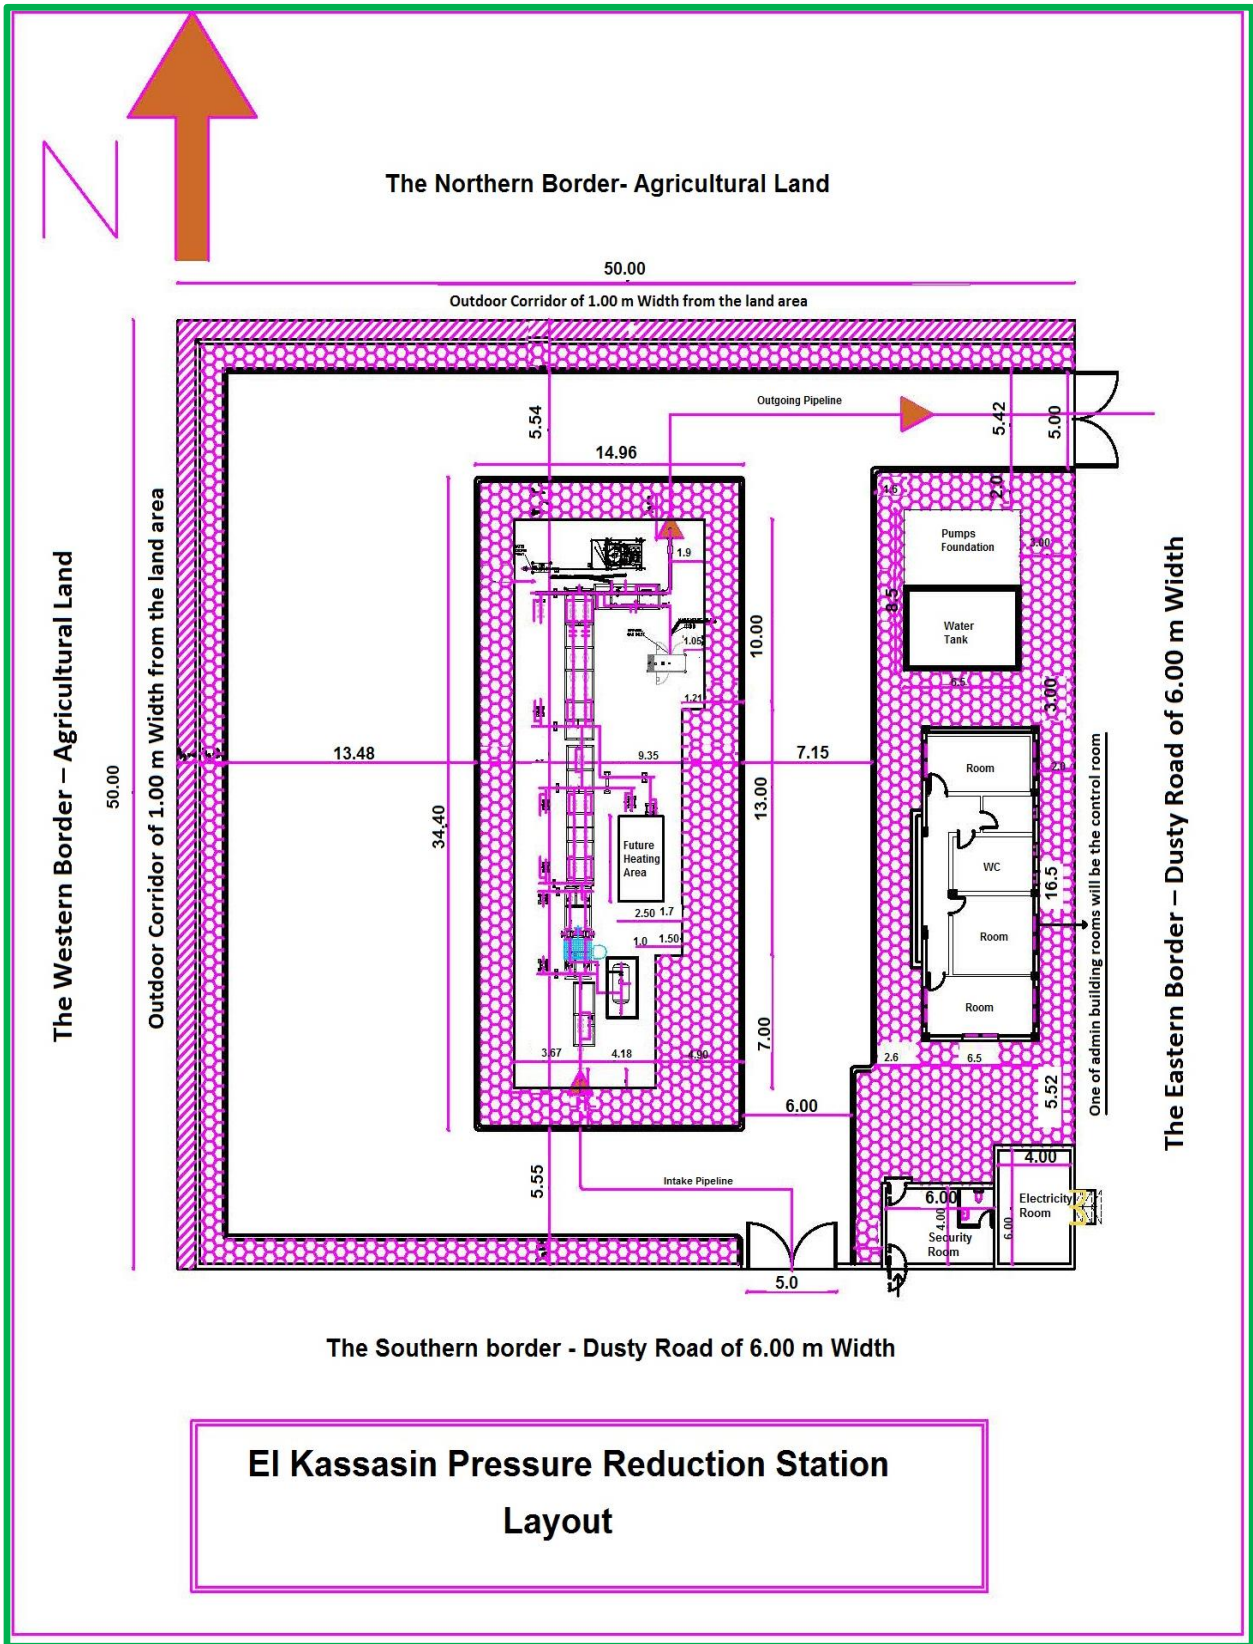 N
The Northern Border- Agricultural Land
50.00
Outdoor Corridor of 1.00 m Width from the land area
The Western Border – Agricultural Land
50.00
Outdoor Corridor of 1.00 m Width from the land area
5.54
14.96
Outgoing Pipeline
5.42
5.00
1.5
2.0
Pumps
Foundation
3.00
8.5
Water
Tank
6.5
3.00
1.9
1.05
1.21
10.00
13.48
9.35
7.15
34.40
13.00
Future
Heating
Area
2.50
1.7
1.0
1.50
7.00
3.67
4.18
4.90
Room
2.0
WC
16.5
Room
Room
2.6
6.5
5.52
6.00
One of admin building rooms will be the control room
The Eastern Border – Dusty Road of 6.00 m Width
5.55
Intake Pipeline
4.00
6.00
4.00
Security
Room
Electricity
Room
6.00
5.0
The Southern border - Dusty Road of 6.00 m Width
El Kassasin Pressure Reduction Station
Layout